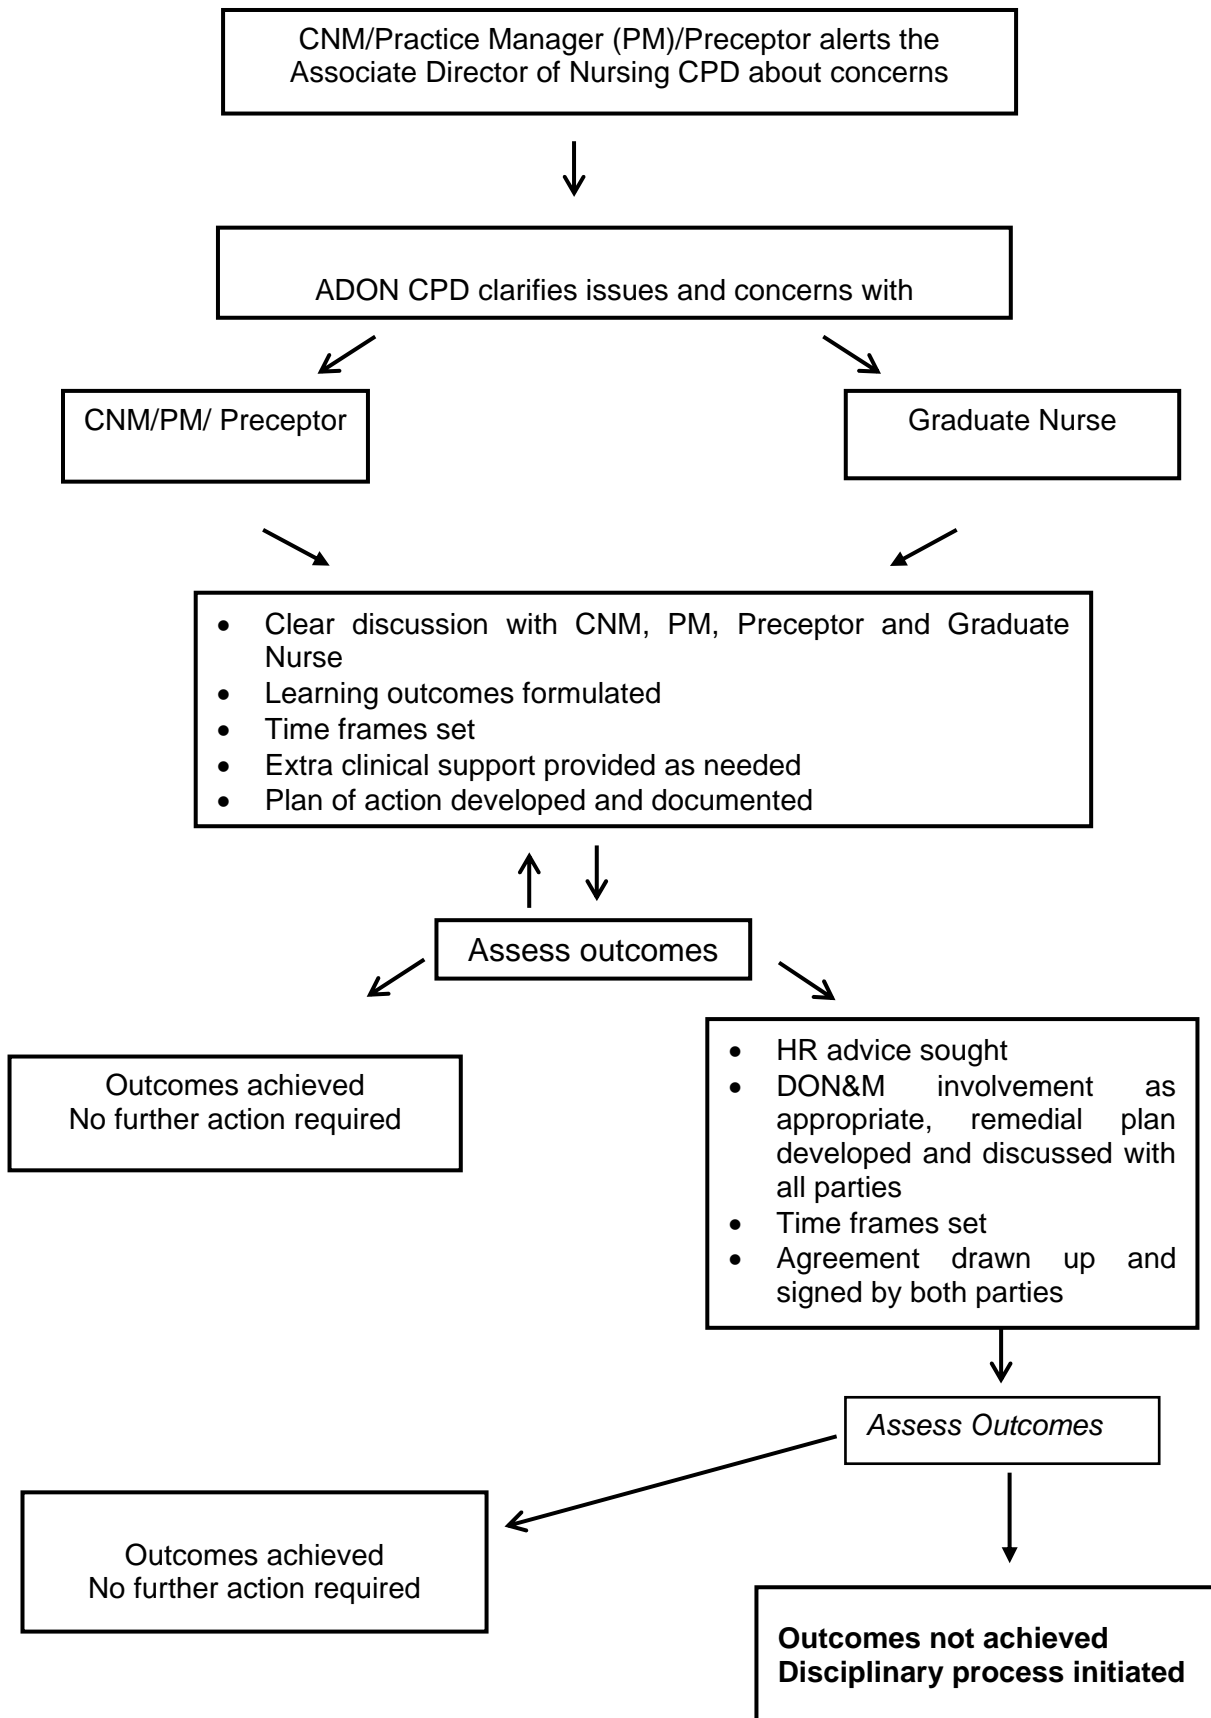 CNM/Practice Manager (PM)/Preceptor alerts the
Associate Director of Nursing CPD about concerns
ADON CPD clarifies issues and concerns with
CNM/PM/ Preceptor
Graduate Nurse
• Clear discussion with CNM, PM, Preceptor and Graduate
Nurse
• Learning outcomes formulated
• Time frames set
• Extra clinical support provided as needed
• Plan of action developed and documented
Assess outcomes
Outcomes achieved
No further action required
• HR advice sought
• DON&M involvement as
appropriate, remedial plan
developed and discussed with
all parties
• Time frames set
• Agreement drawn up and
signed by both parties
Assess Outcomes
Outcomes achieved
No further action required
Outcomes not achieved
Disciplinary process initiated